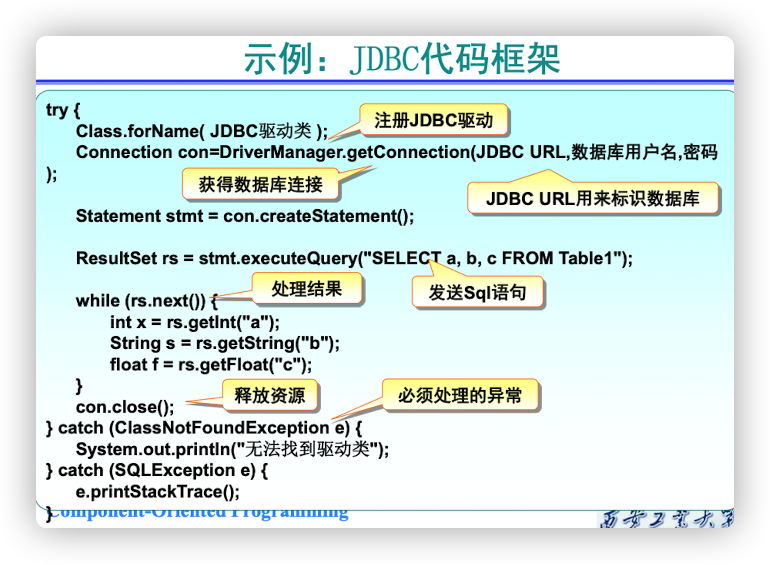 示例：JDBC代码框架
try {
Class.forName( JDBC驱动类 );
注册JDBC驱动
Connection con=DriverManager.getConnection(JDBC URL,数据库用户名,密码
);
获得数据库连接
JDBC URL用来标识数据库
Statement stmt = con.createStatement();
ResultSet rs = stmt.executeQuery("SELECT a, b, c FROM Table1");
发送Sql语句
while (rs.next()) {
处理结果
int x = rs.getInt("a");
String s = rs.getString("b");
float f = rs.getFloat("c");
}
con.close();
释放资源
必须处理的异常
} catch (ClassNotFoundException e) {
System.out.println("无法找到驱动类");
} catch (SQLException e) {
e.printStackTrace();
}
Component-Oriented Programming
西安工业大学